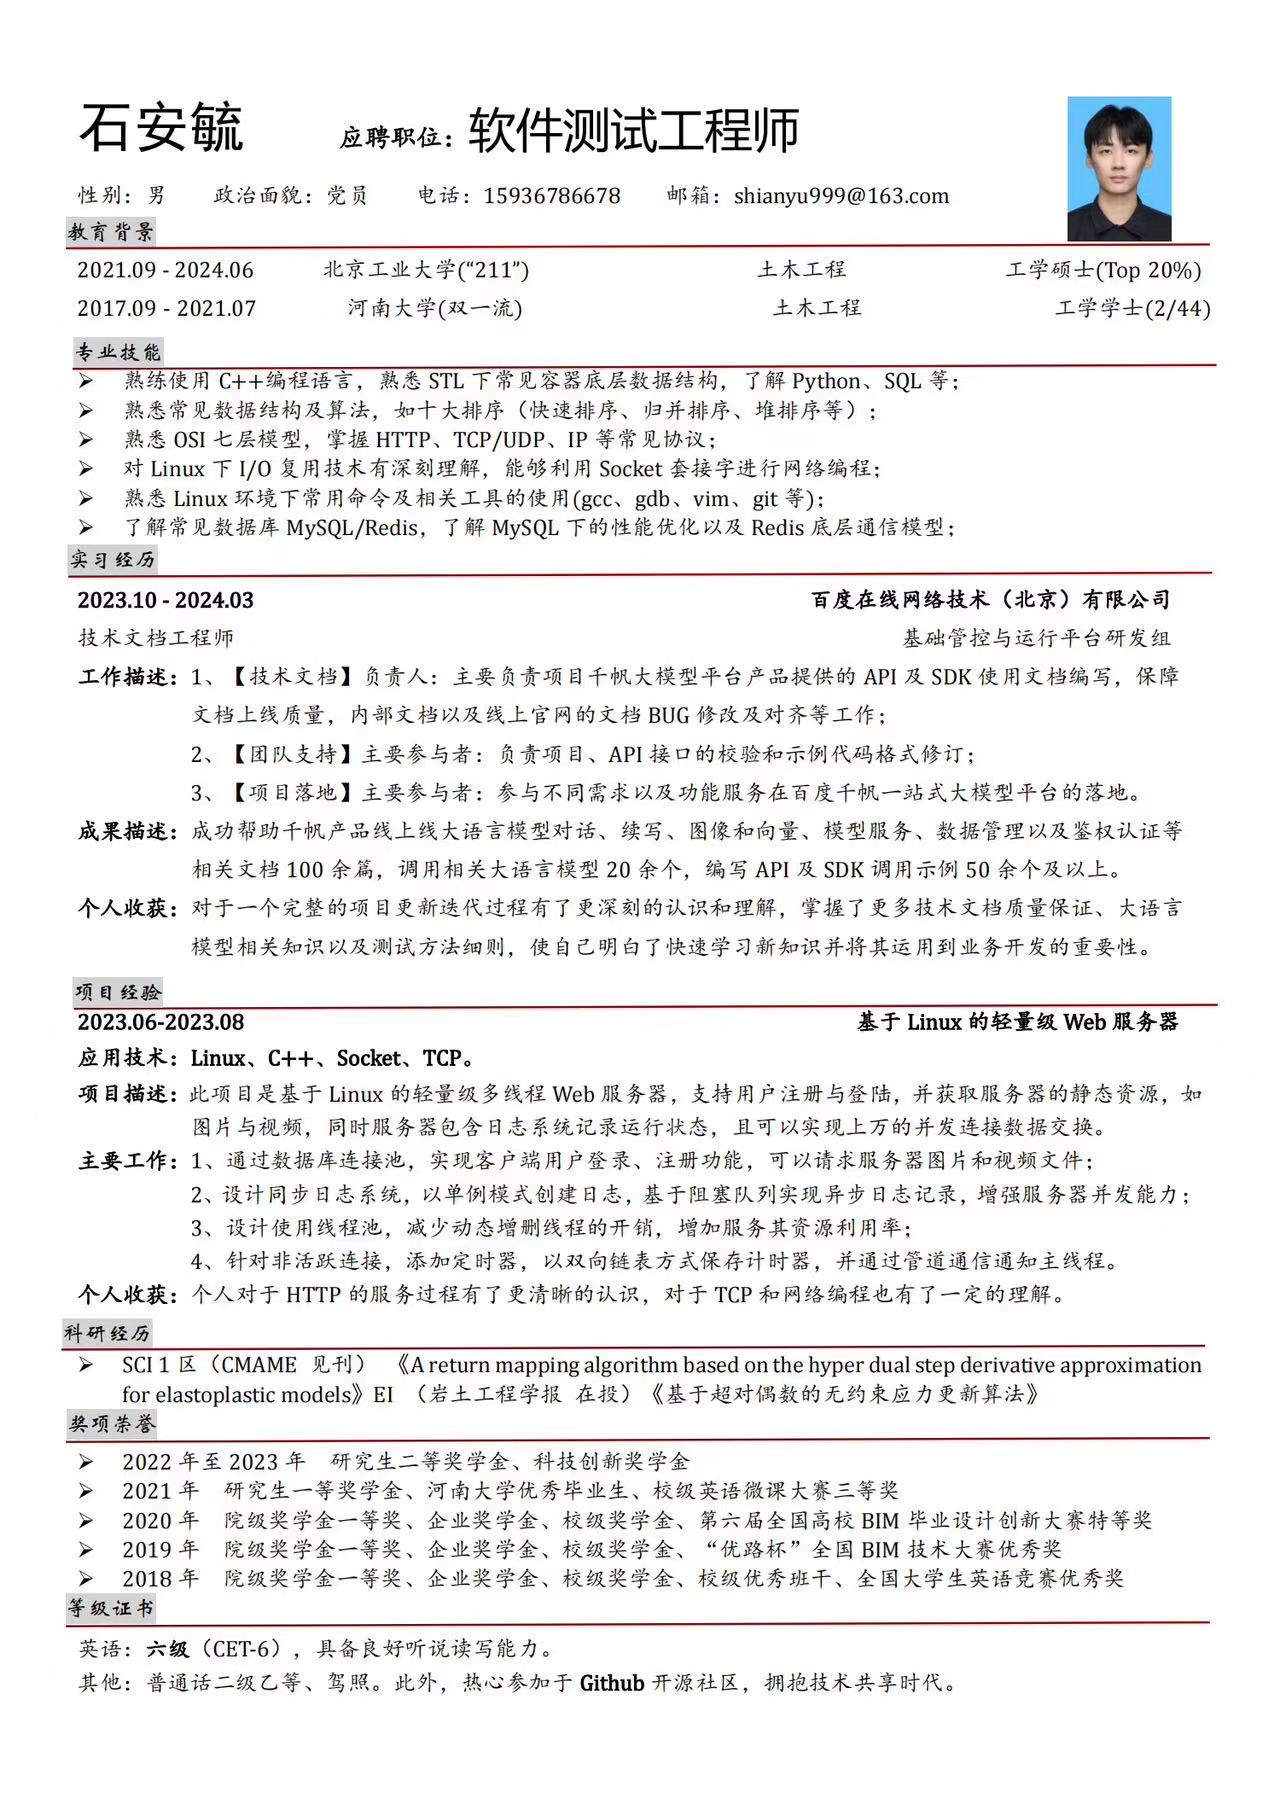 石安毓 应聘职位：软件测试工程师
性别：男 政治面貌：党员 电话：15936786678 邮箱：shianyu999@163.com
教育背景
2021.09 - 2024.06 北京工业大学(“211”) 土木工程 工学硕士(Top 20%)
2017.09 - 2021.07 河南大学(双一流) 土木工程 工学学士(2/44)
专业技能
➢ 熟练使用 C++编程语言，熟悉 STL 下常见容器底层数据结构，了解 Python、SQL 等；
➢ 熟悉常见数据结构及算法，如十大排序（快速排序、归并排序、堆排序等）；
➢ 熟悉 OSI 七层模型，掌握 HTTP、TCP/UDP、IP 等常见协议；
➢ 对 Linux 下 I/O 复用技术有深刻理解，能够利用 Socket 套接字进行网络编程；
➢ 熟悉 Linux 环境下常用命令及相关工具的使用(gcc、gdb、vim、git 等)；
➢ 了解常见数据库 MySQL/Redis，了解 MySQL 下的性能优化以及 Redis 底层通信模型；
实习经历
2023.10 - 2024.03 百度在线网络技术（北京）有限公司
技术文档工程师 基础管控与运行平台研发组
工作描述：1、【技术文档】负责人：主要负责项目千帆大模型平台产品提供的 API 及 SDK 使用文档编写，保障
文档上线质量，内部文档以及线上官网的文档 BUG 修改及对齐等工作；
2、【团队支持】主要参与者：负责项目、API 接口的校验和示例代码格式修订；
3、【项目落地】主要参与者：参与不同需求以及功能服务在百度千帆一站式大模型平台的落地。
成果描述：成功帮助千帆产品线上线大语言模型对话、续写、图像和向量、模型服务、数据管理以及鉴权认证等
相关文档 100 余篇，调用相关大语言模型 20 余个，编写 API 及 SDK 调用示例 50 余个及以上。
个人收获：对于一个完整的项目更新迭代过程有了更深刻的认识和理解，掌握了更多技术文档质量保证、大语言
模型相关知识以及测试方法细则，使自己明白了快速学习新知识并将其运用到业务开发的重要性。
项目经验
2023.06-2023.08 基于 Linux 的轻量级 Web 服务器
应用技术：Linux、C++、Socket、TCP。
项目描述：此项目是基于 Linux 的轻量级多线程 Web 服务器，支持用户注册与登陆，并获取服务器的静态资源，如
图片与视频，同时服务器包含日志系统记录运行状态，且可以实现上万的并发连接数据交换。
主要工作：1、通过数据库连接池，实现客户端用户登录、注册功能，可以请求服务器图片和视频文件；
2、设计同步日志系统，以单例模式创建日志，基于阻塞队列实现异步日志记录，增强服务器并发能力；
3、设计使用线程池，减少动态增删线程的开销，增加服务其资源利用率；
4、针对非活跃连接，添加定时器，以双向链表方式保存计时器，并通过管道通信通知主线程。
个人收获：个人对于 HTTP 的服务过程有了更清晰的认识，对于 TCP 和网络编程也有了一定的理解。
科研经历
➢ SCI 1 区（CMAME 见刊）《A return mapping algorithm based on the hyper dual step derivative approximation
for elastoplastic models》EI （岩土工程学报 在投）《基于超对偶数的无约束应力更新算法》
奖项荣誉
➢ 2022 年至 2023 年 研究生二等奖学金、科技创新奖学金
➢ 2021 年 研究生一等奖学金、河南大学优秀毕业生、校级英语微课大赛三等奖
➢ 2020 年 院级奖学金一等奖、企业奖学金、校级奖学金、第六届全国高校 BIM 毕业设计创新大赛特等奖
➢ 2019 年 院级奖学金一等奖、企业奖学金、校级奖学金、“优路杯”全国 BIM 技术大赛优秀奖
➢ 2018 年 院级奖学金一等奖、企业奖学金、校级奖学金、校级优秀班干、全国大学生英语竞赛优秀奖
等级证书
英语：六级（CET-6），具备良好听说读写能力。
其他：普通话二级乙等、驾照。此外，热心参加于 Github 开源社区，拥抱技术共享时代。